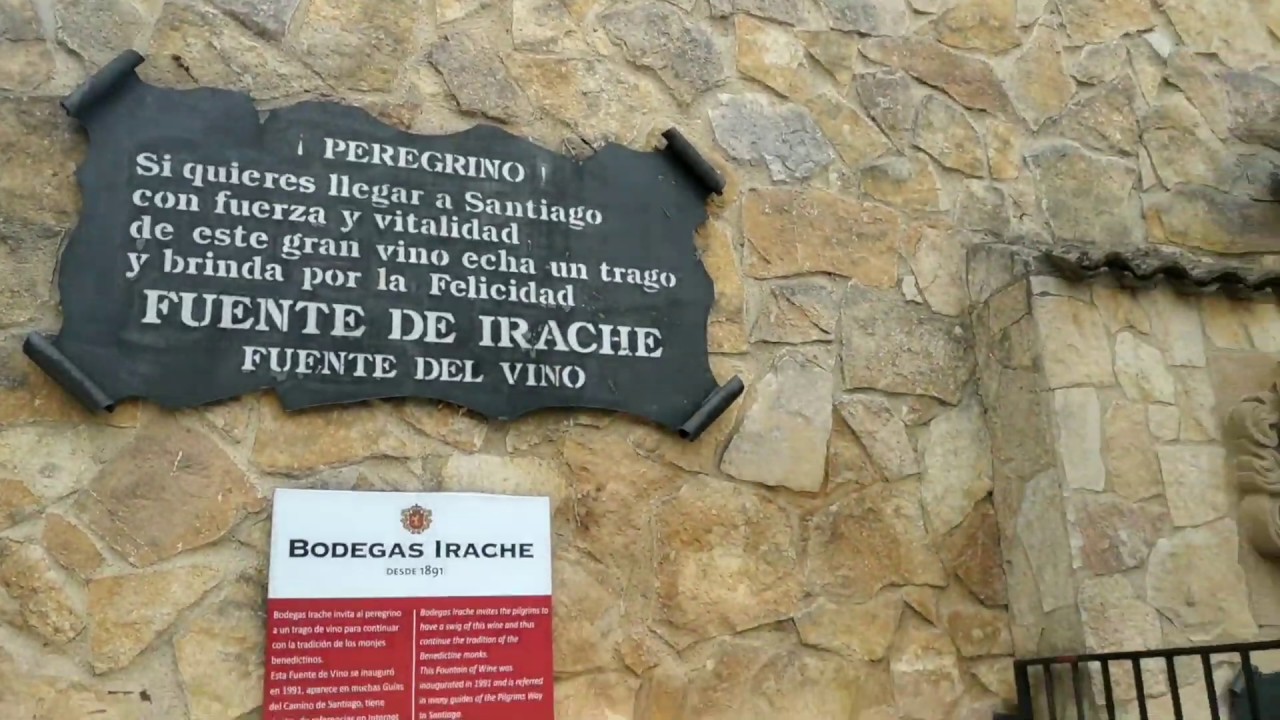 ¡ PEREGRINO !
Si quieres llegar a Santiago
con fuerza y vitalidad
de este gran vino echa un trago
y brinda por la Felicidad
FUENTE DE IRACHE
FUENTE DEL VINO
BODEGAS IRACHE
DESDE 1891
Bodegas Irache invita al peregrino
a un trago de vino para continuar
con la tradición de los monjes
benedictinos.
Esta Fuente de Vino se inauguró
en 1991, aparece en muchas Guías
del Camino de Santiago, tiene
de referencias en Internet
Bodegas Irache invites the pilgrims to
have a swig of this wine and thus
continue the tradition of the
Benedictine monks.
This Fountain of Wine was
inaugurated in 1991 and is referred
in many guides of the Pilgrims Way
to Santiago.